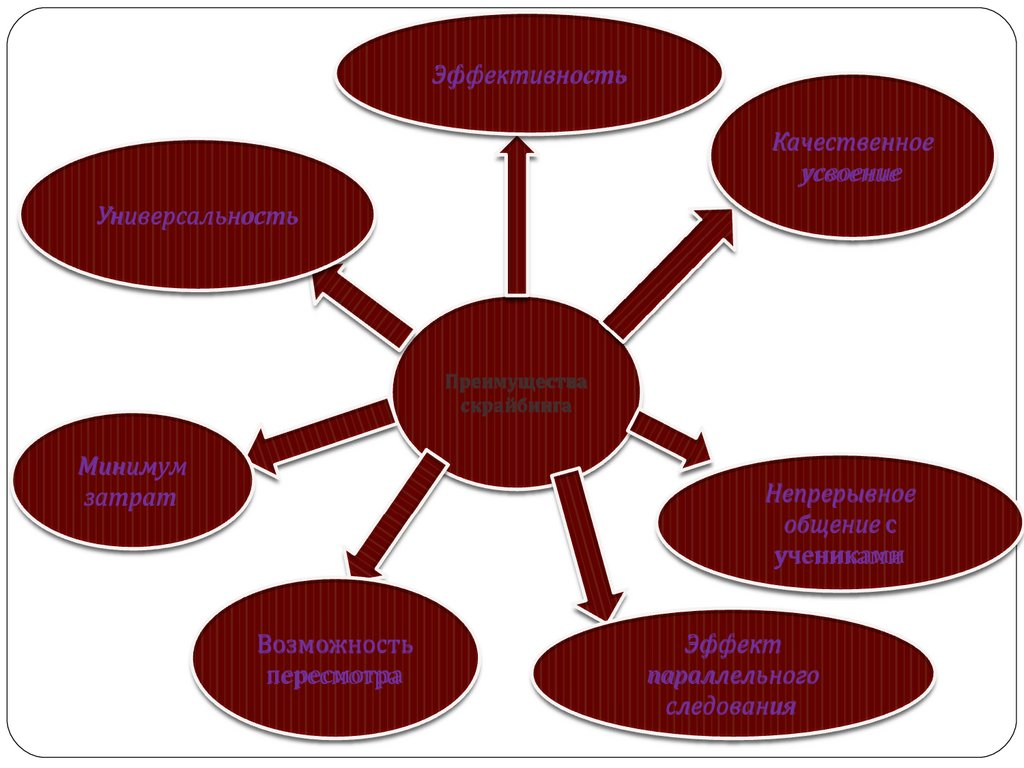 Эффективность
Качественное
усвоение
Универсальность
Преимущества
скрайбинга
Минимум
затрат
Непрерывное
общение с
учениками
Возможность
пересмотра
Эффект
параллельного
следования